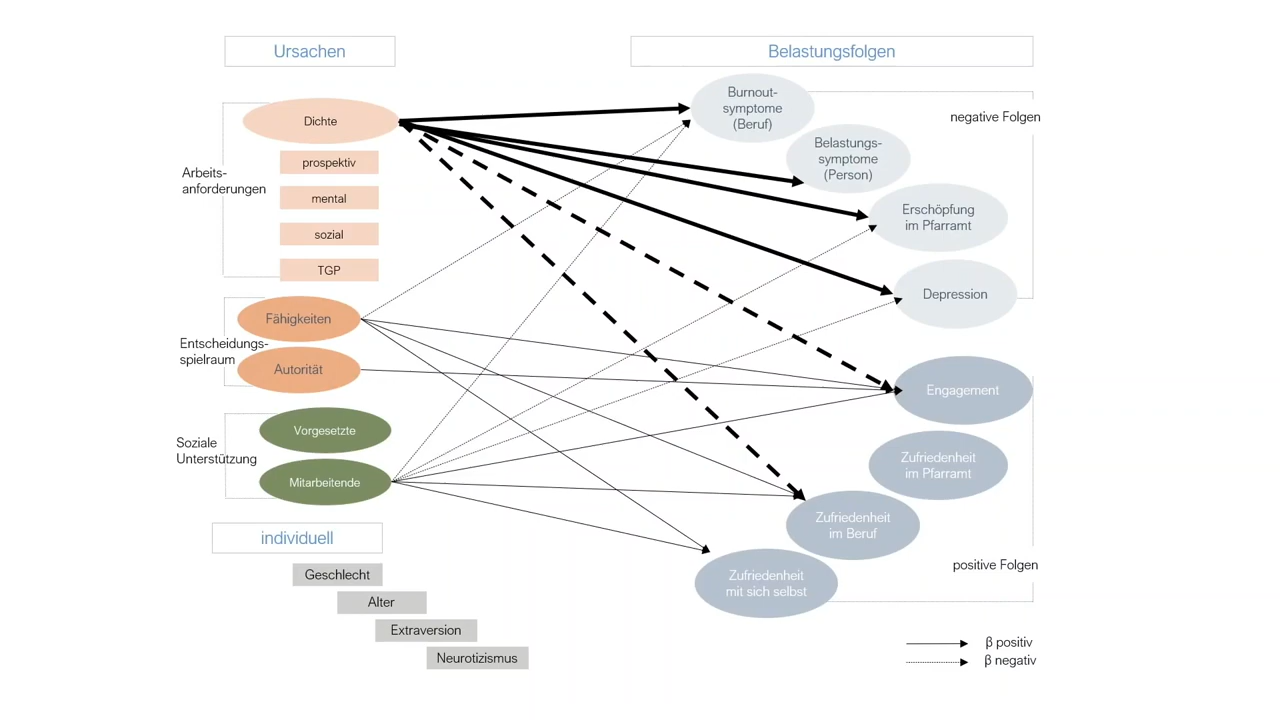 Ursachen
Belastungsfolgen
Arbeits-
anforderungen
Dichte
prospektiv
mental
sozial
TGP
Entscheidungs-
spielraum
Fähigkeiten
Autorität
Soziale
Unterstützung
Vorgesetzte
Mitarbeitende
individuell
Geschlecht
Alter
Extraversion
Neurotizismus
negative Folgen
Burnout-
symptome
(Beruf)
Belastungs-
symptome
(Person)
Erschöpfung
im Pfarramt
Depression
Engagement
Zufriedenheit
im Pfarramt
Zufriedenheit
im Beruf
Zufriedenheit
mit sich selbst
positive Folgen
β positiv
β negativ